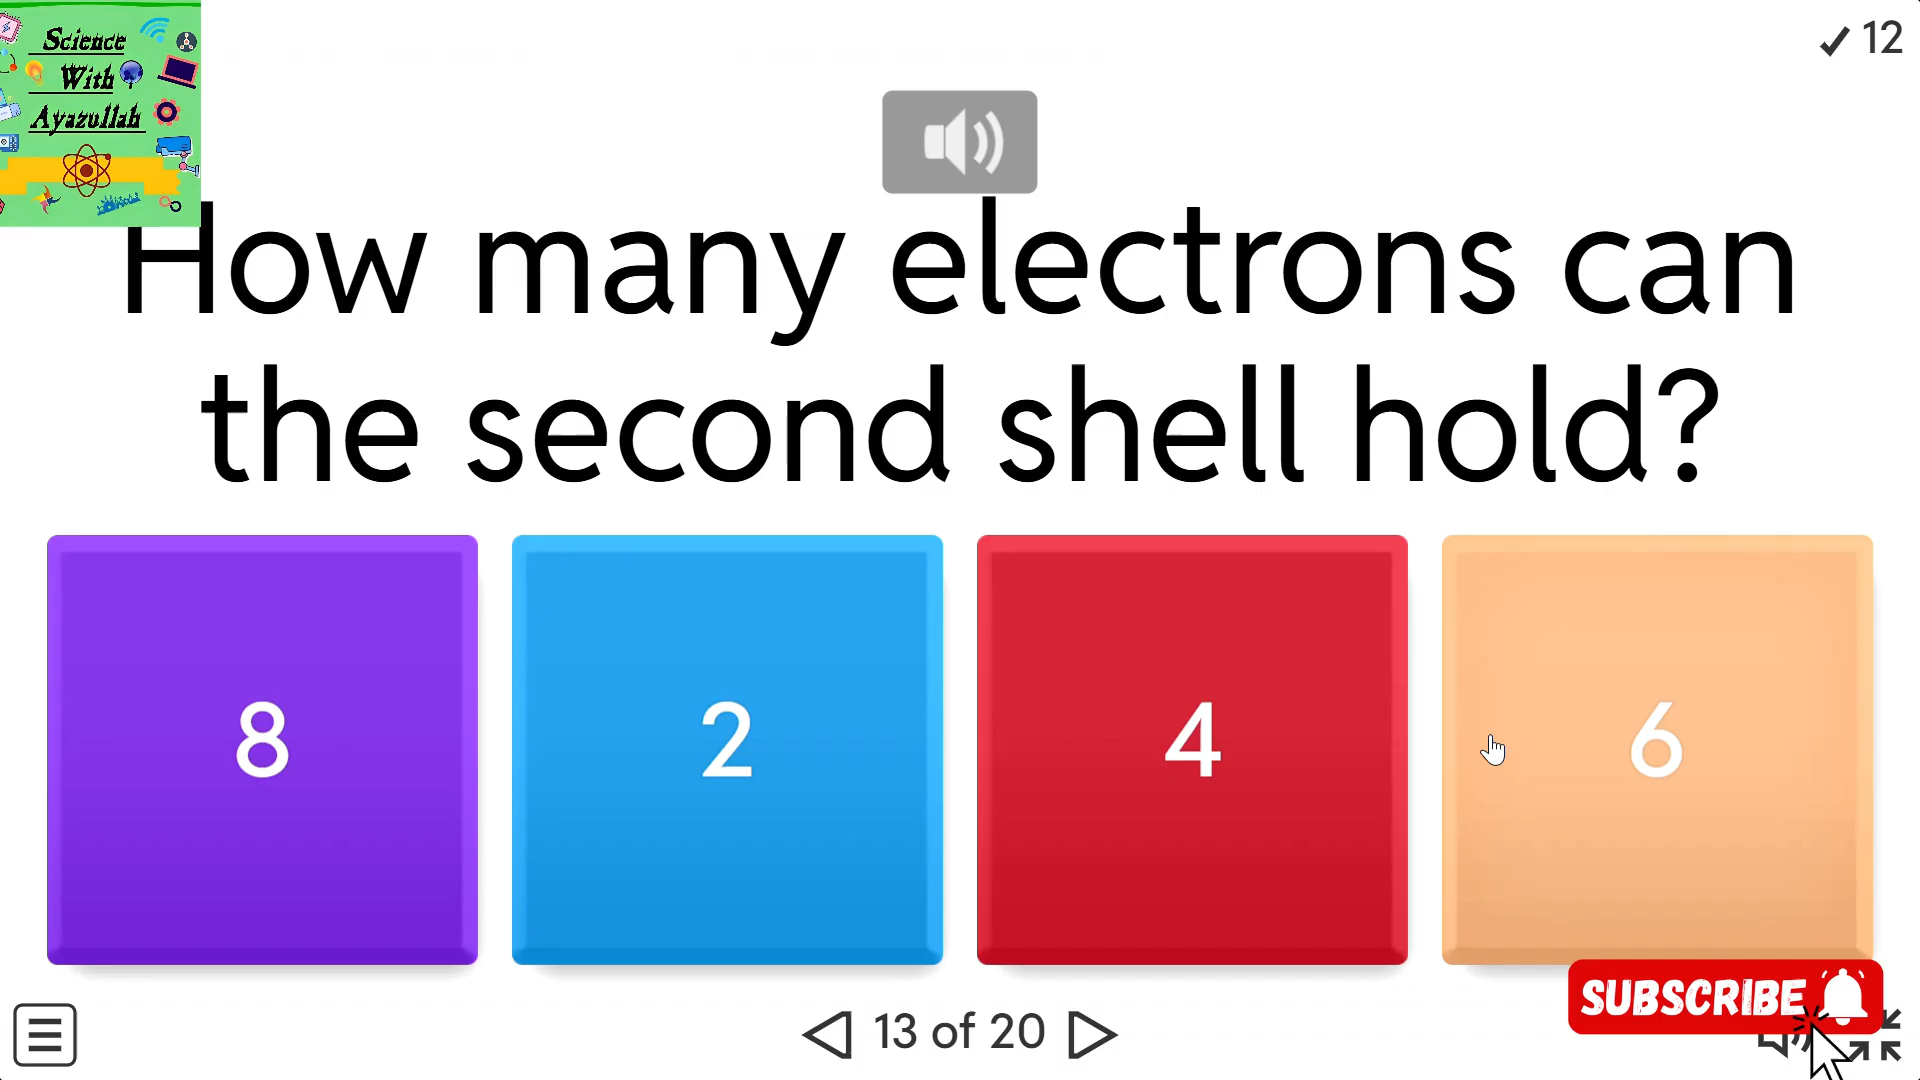 Science
With
Ayazullah
✓ 12
How many electrons can
the second shell hold?
8
2
4
6
SUBSCRIBE
13 of 20